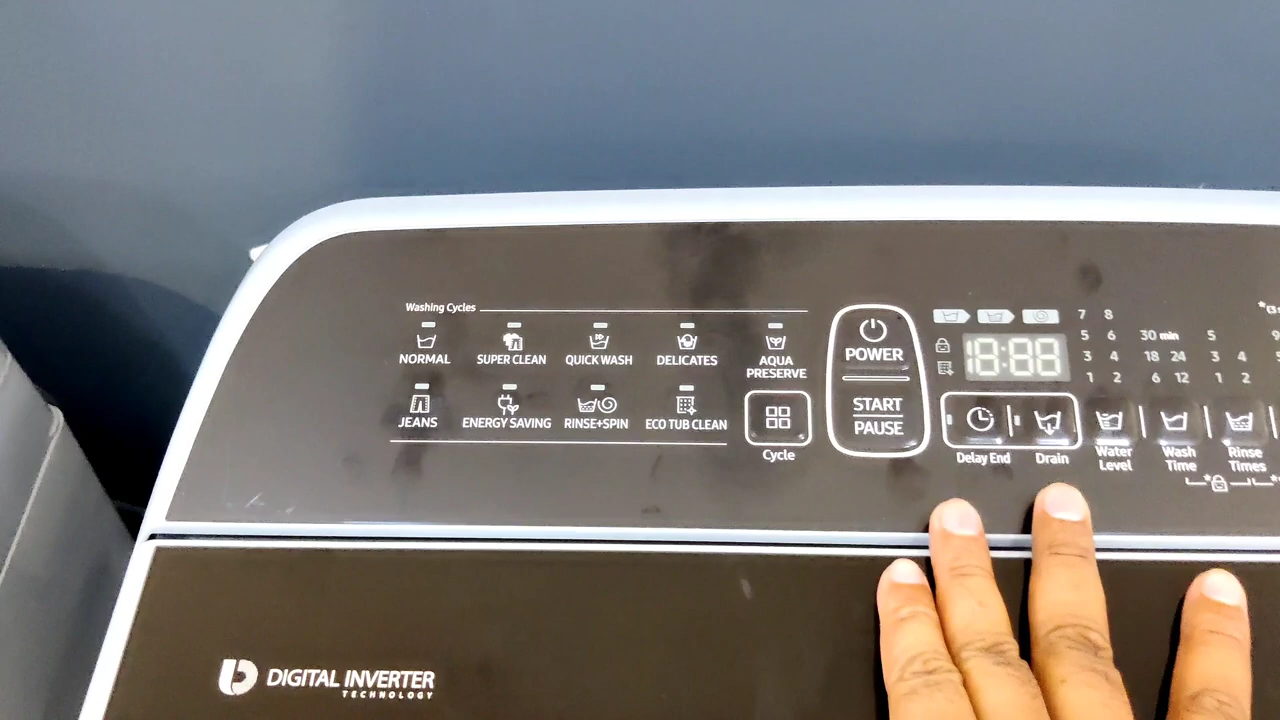 Washing Cycles
NORMAL
SUPER CLEAN
QUICK WASH
DELICATES
AQUA
PRESERVE
JEANS
ENERGY SAVING
RINSE+SPIN
ECO TUB CLEAN
Cycle
POWER
START
PAUSE
18:88
Delay End
Drain
7 8
5 6
3 4
1 2
Water
Level
30 min
18 24
6 12
Wash
Time
5
3 4
1 2
Rinse
Times
DIGITAL INVERTER
TECHNOLOGY